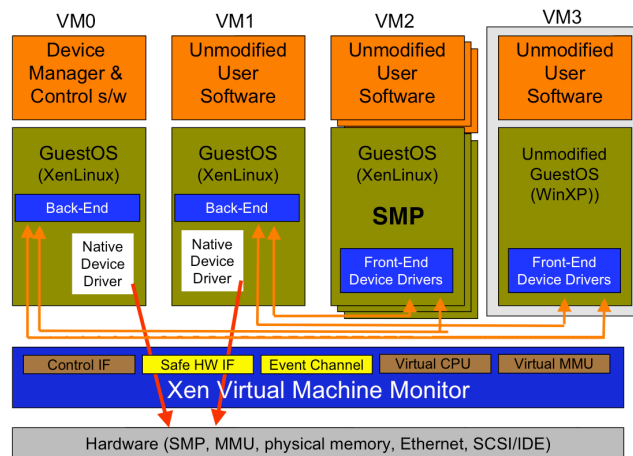 VM0
VM1
VM2
VM3
Device
Manager &
Control s/w
Unmodified
User
Software
Unmodified
User
Software
Unmodified
User
Software
GuestOS
(XenLinux)
Back-End
Native
Device
Driver
GuestOS
(XenLinux)
Back-End
Native
Device
Driver
GuestOS
(XenLinux)
SMP
Front-End
Device Drivers
Unmodified
GuestOS
(WinXP))
Front-End
Device Drivers
Control IF
Safe HW IF
Event Channel
Virtual CPU
Virtual MMU
Xen Virtual Machine Monitor
Hardware (SMP, MMU, physical memory, Ethernet, SCSI/IDE)